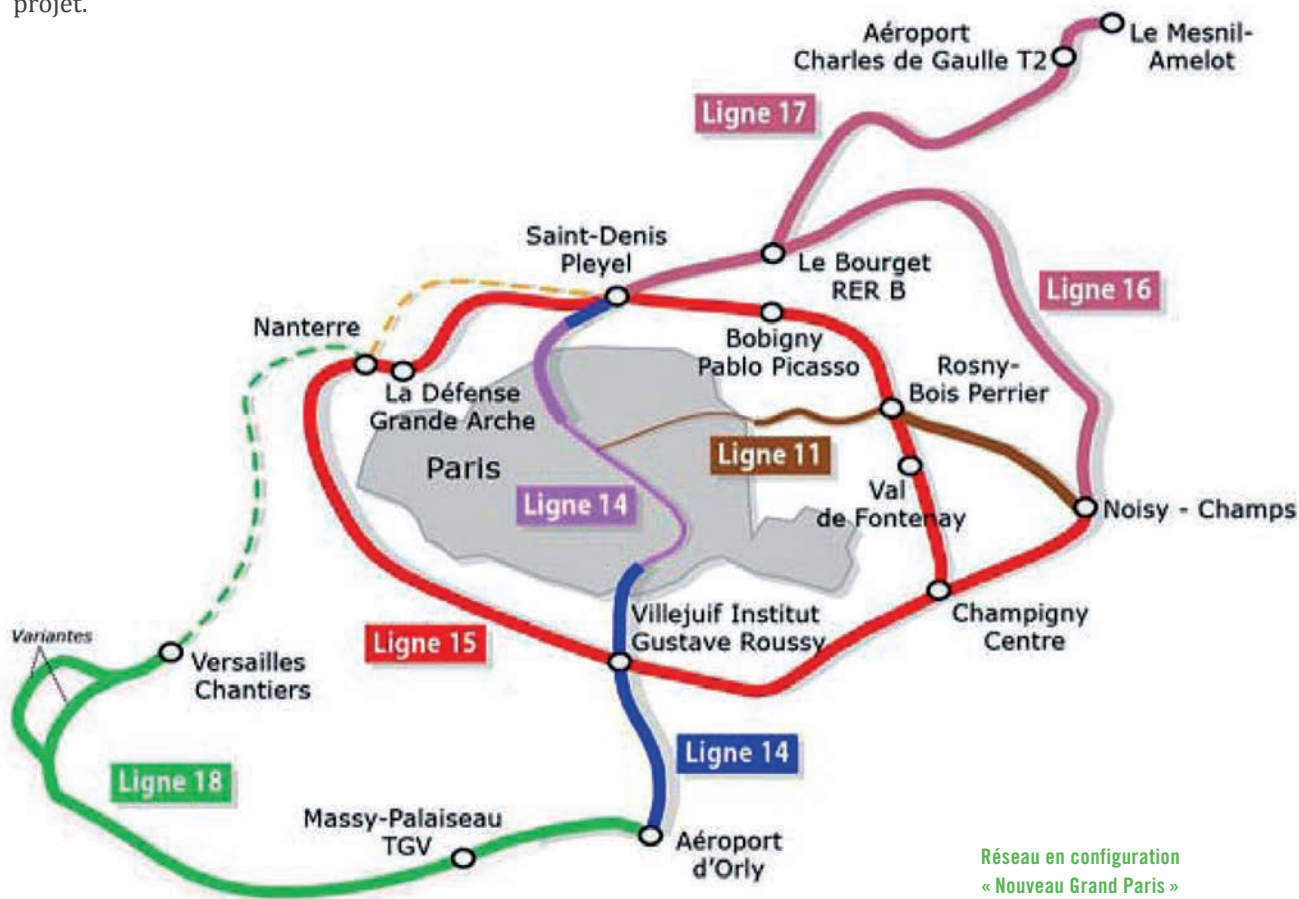 projet.
Aéroport
Charles de Gaulle T2
Le Mesnil-
Amelot
Ligne 17
Saint-Denis
Pleyel
Le Bourget
RER B
Ligne 16
Nanterre
Bobigny
Pablo Picasso
Rosny-
Bois Perrier
La Défense
Grande Arche
Ligne 11
Paris
Ligne 14
Val
de Fontenay
Noisy - Champs
Villejuif Institut
Gustave Roussy
Champigny
Centre
Ligne 15
Variantes
Versailles
Chantiers
Ligne 14
Ligne 18
Massy-Palaiseau
TGV
Aéroport
d'Orly
Réseau en configuration
« Nouveau Grand Paris »